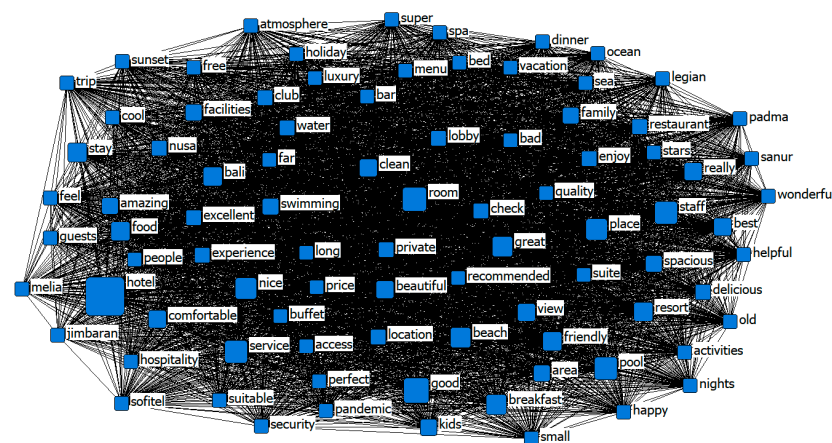 super
atmosphere
spa
dinner
ocean
holiday
sunset
free
menu
bed
vacation
luxury
trip
sea
legian
club
bar
facilities
cool
family
padma
water
restaurant
lobby
bad
stay
nusa
stars
far
enjoy
sanur
clean
really
bali
feel
room
quality
wonderfu
amazing
swimming
check
staff
excellent
food
place
best
guests
great
long
private
experience
helpful
people
spacious
hotel
recommended
suite
melia
nice
price
beautiful
delicious
view
resort
comfortable
buffet
old
jimbaran
location
beach
friendly
service
access
activities
hospitality
pool
area
perfect
nights
good
sofitel
suitable
breakfast
pandemic
happy
security
kids
small